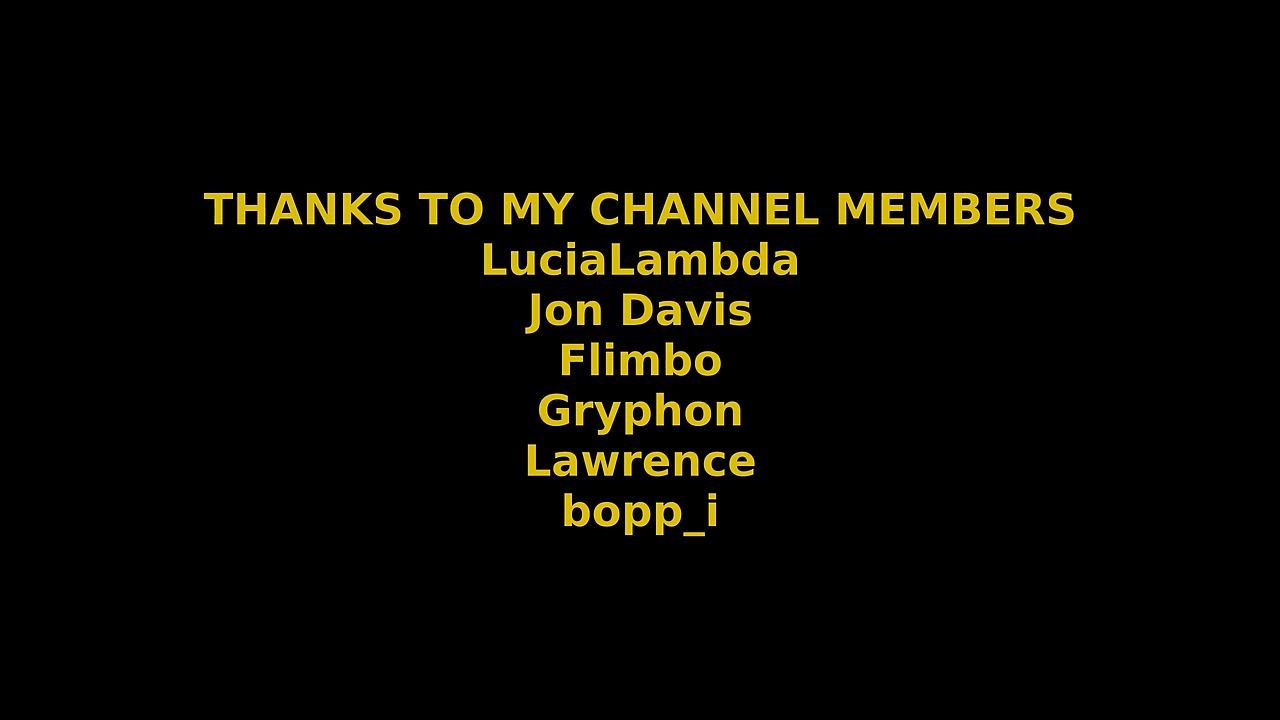 THANKS TO MY CHANNEL MEMBERS
LuciaLambda
Jon Davis
Flimbo
Gryphon
Lawrence
bopp_i